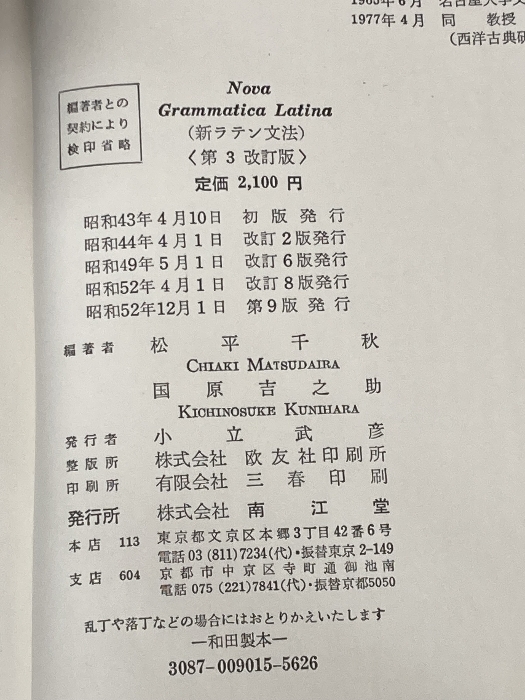 1977年4月 同 教授
(西洋古典研
編著者との
契約により
検印省略
Nova
Grammatica Latina
(新ラテン文法)
〈第 3 改訂版〉
定価 2,100 円
昭和43年 4 月10日 初 版 発 行
昭和44年 4 月 1 日 改訂 2 版発行
昭和49年 5 月 1 日 改訂 6 版発行
昭和52年 4 月 1 日 改訂 8 版発行
昭和52年12月 1 日 第 9 版 発 行
編著者 松平千秋
CHIAKI MATSUDAIRA
国原吉之助
KICHINOSUKE KUNIHARA
発行者 小立武彦
整版所 株式会社 欧友社印刷所
印刷所 有限会社 三春印刷
発行所 株式会社 南江堂
本店 113 東京都文京区本郷3丁目42番6号
電話03 (811)7234(代)・振替東京 2-149
支店 604 京都市中京区寺町通御池南
電話 075 (221)7841(代)・振替京都5050
乱丁や落丁などの場合にはおとりかえいたします
—和田製本—
3087-009015-5626